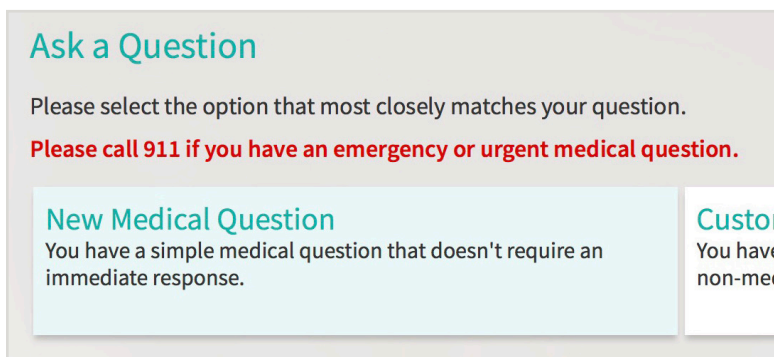 Ask a Question
Please select the option that most closely matches your question.
Please call 911 if you have an emergency or urgent medical question.
New Medical Question
You have a simple medical question that doesn't require an
immediate response.
You have